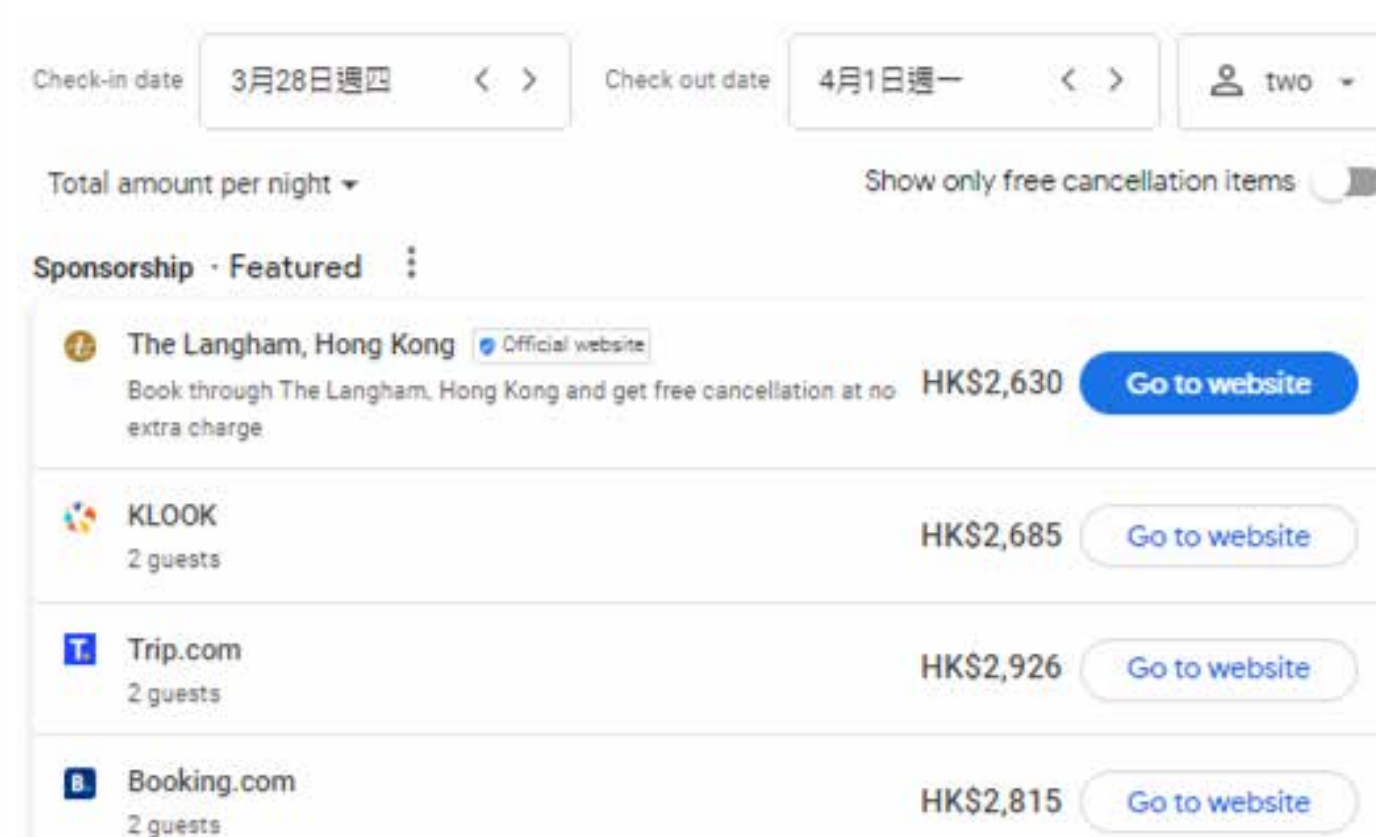 Check-in date 3月28日週四 < > Check out date 4月1日週一 < > two
Total amount per night Show only free cancellation items
Sponsorship · Featured
The Langham, Hong Kong Official website
Book through The Langham, Hong Kong and get free cancellation at no
extra charge
HK$2,630 Go to website
KLOOK
2 guests
HK$2,685 Go to website
T. Trip.com
2 guests
HK$2,926 Go to website
B. Booking.com
2 guests
HK$2,815 Go to website